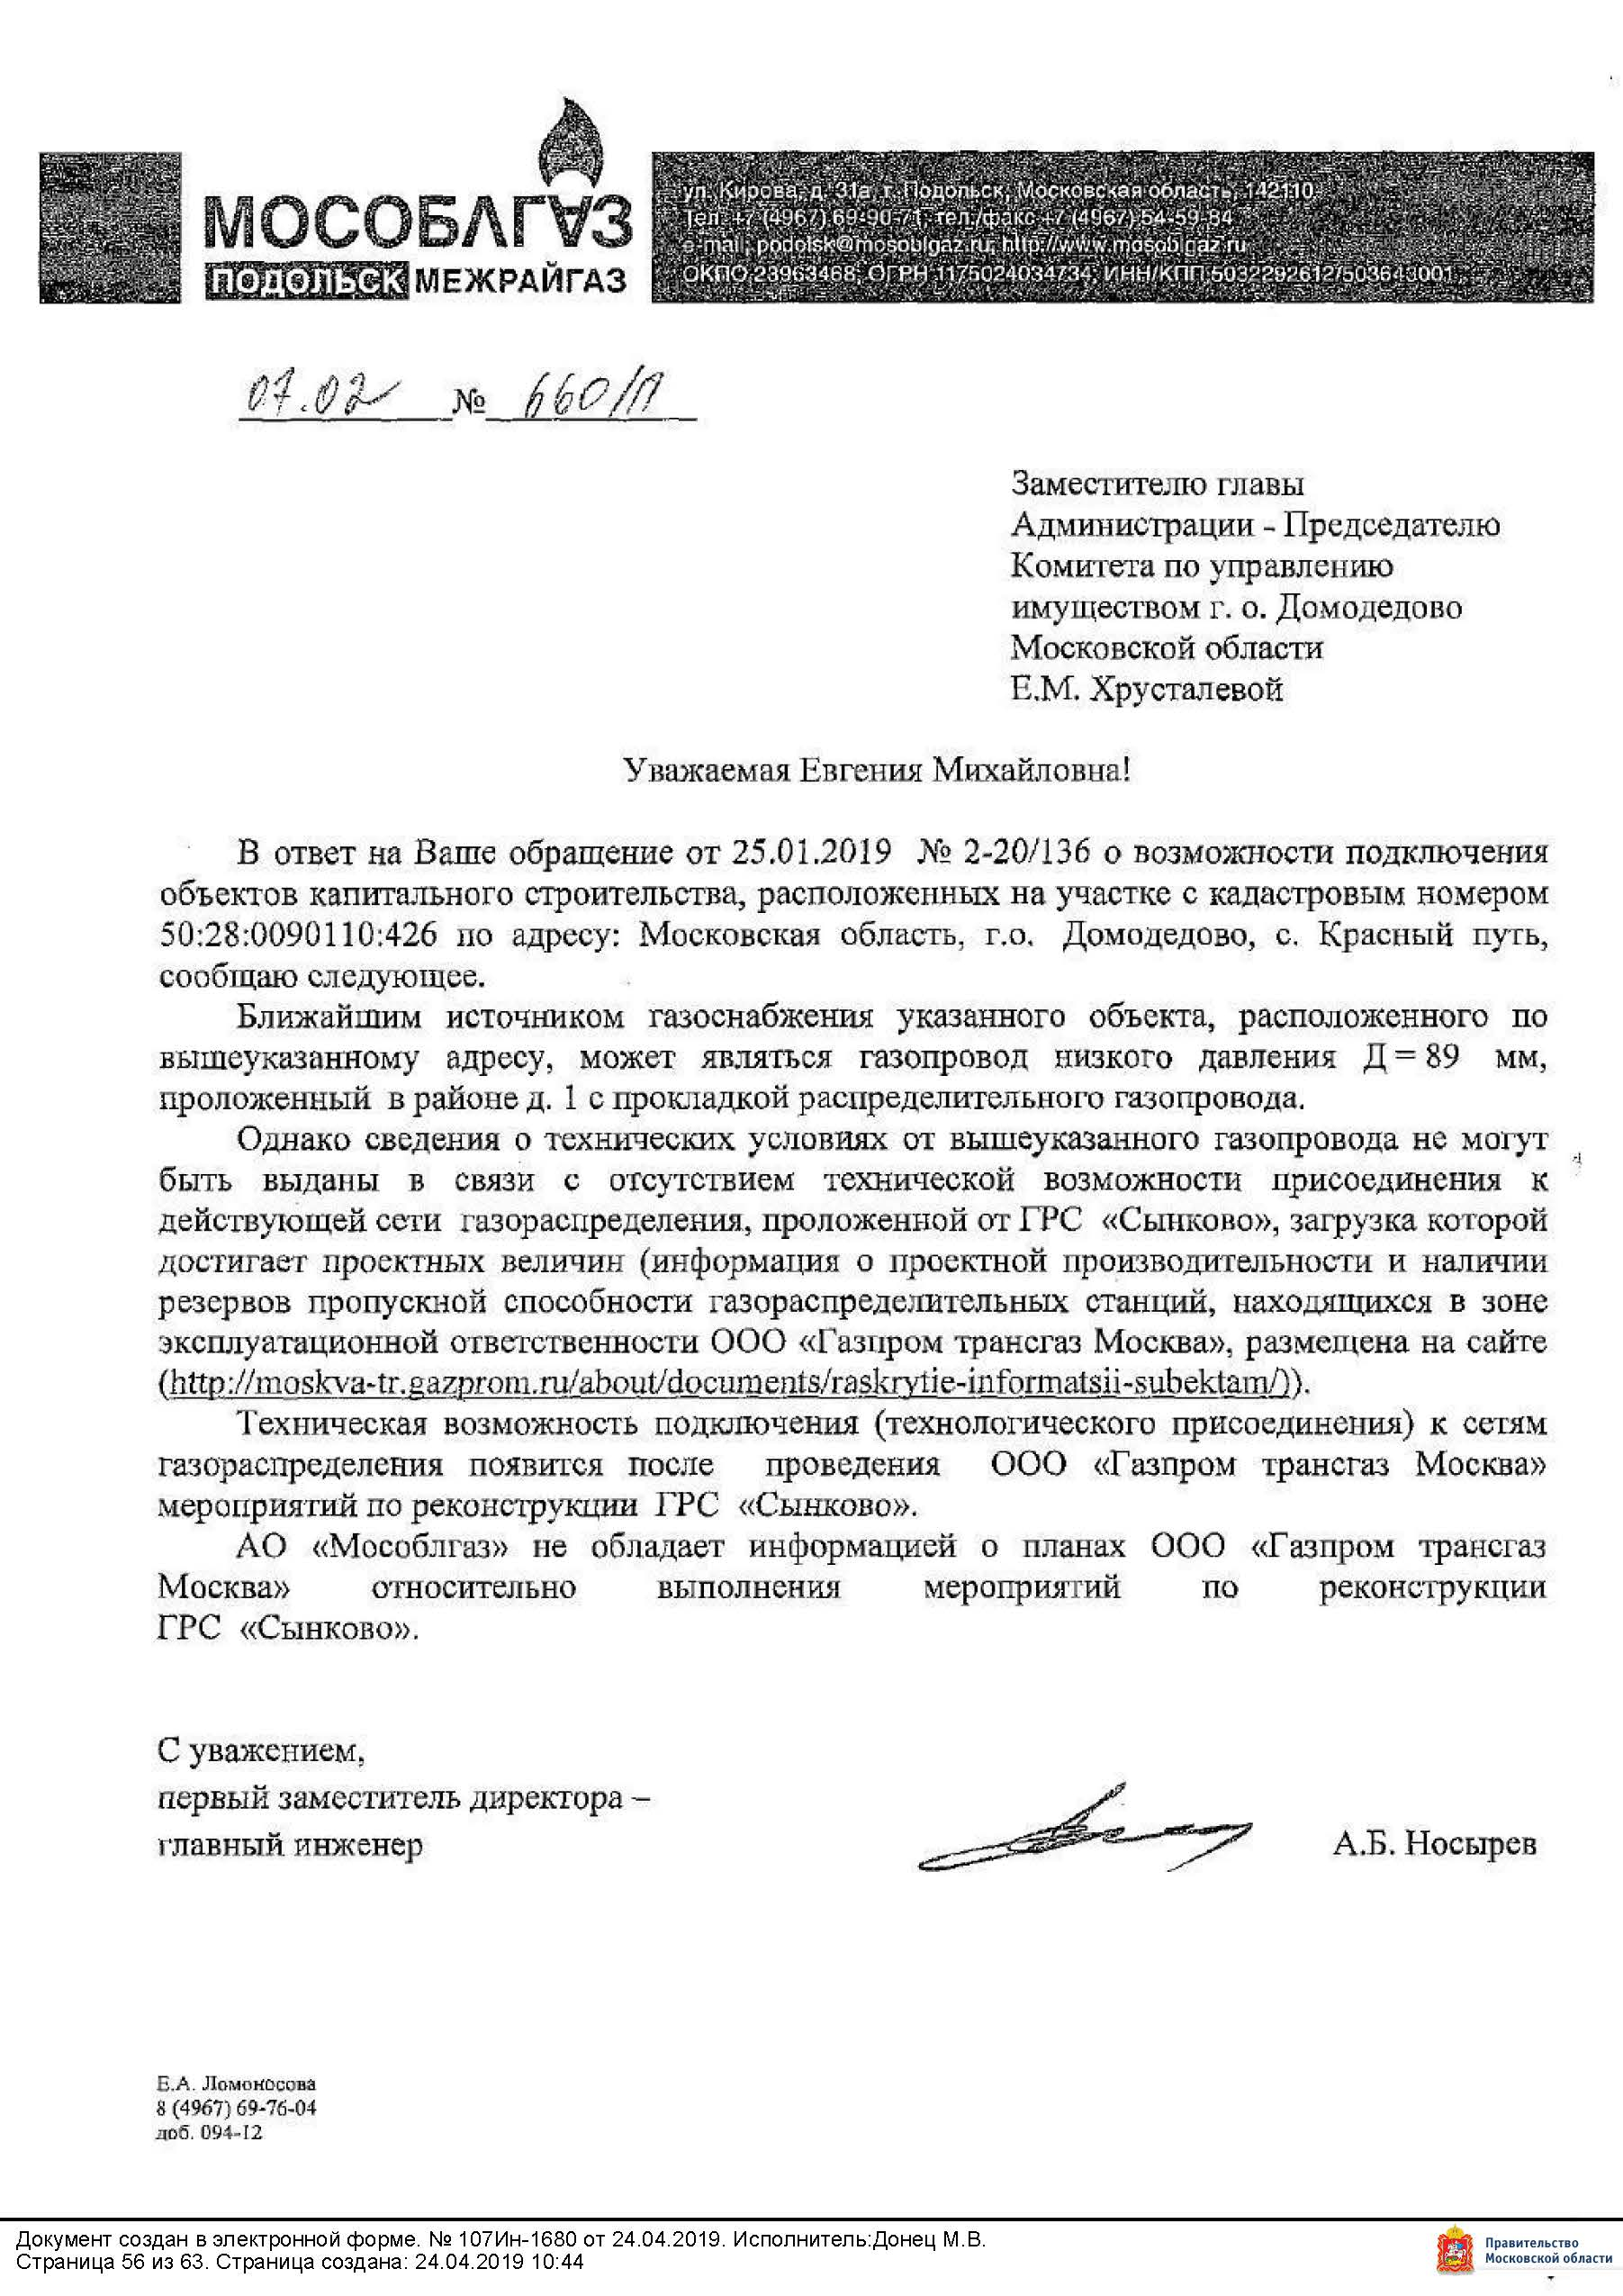 МОСОБЛГАЗ
ПОДОЛЬСК МЕЖРАЙГАЗ
ул. Кирова, д. 31а, г. Подольск, Московская область, 142110
Тел. +7 (4967) 69-90-71, тел./факс +7 (4967) 54-59-84
e-mail: podolsk@mosoblgaz.ru, http://www.mosoblgaz.ru
ОКПО 23963468, ОГРН 1175024034734, ИНН/КПП 5032292612/503643001
07.02 № 660/П
Заместителю главы
Администрации - Председателю
Комитета по управлению
имуществом г. о. Домодедово
Московской области
Е.М. Хрусталевой
Уважаемая Евгения Михайловна!
В ответ на Ваше обращение от 25.01.2019 № 2-20/136 о возможности подключения
объектов капитального строительства, расположенных на участке с кадастровым номером
50:28:0090110:426 по адресу: Московская область, г.о. Домодедово, с. Красный путь,
сообщаю следующее.
Ближайшим источником газоснабжения указанного объекта, расположенного по
вышеуказанному адресу, может являться газопровод низкого давления Д = 89 мм,
проложенный в районе д. 1 с прокладкой распределительного газопровода.
Однако сведения о технических условиях от вышеуказанного газопровода не могут
быть выданы в связи с отсутствием технической возможности присоединения к
действующей сети газораспределения, проложенной от ГРС «Сынково», загрузка которой
достигает проектных величин (информация о проектной производительности и наличии
резервов пропускной способности газораспределительных станций, находящихся в зоне
эксплуатационной ответственности ООО «Газпром трансгаз Москва», размещена на сайте
(http://moskva-tr.gazprom.ru/about/documents/raskrytie-informatsii-subektam/)).
Техническая возможность подключения (технологического присоединения) к сетям
газораспределения появится после проведения ООО «Газпром трансгаз Москва»
мероприятий по реконструкции ГРС «Сынково».
АО «Мособлгаз» не обладает информацией о планах ООО «Газпром трансгаз
Москва» относительно выполнения мероприятий по реконструкции
ГРС «Сынково».
С уважением,
первый заместитель директора –
главный инженер
А.Б. Носырев
Е.А. Ломоносова
8 (4967) 69-76-04
доб. 094-12
Документ создан в электронной форме. № 107Ин-1680 от 24.04.2019. Исполнитель:Донец М.В.
Страница 56 из 63. Страница создана: 24.04.2019 10:44
Правительство
Московской области